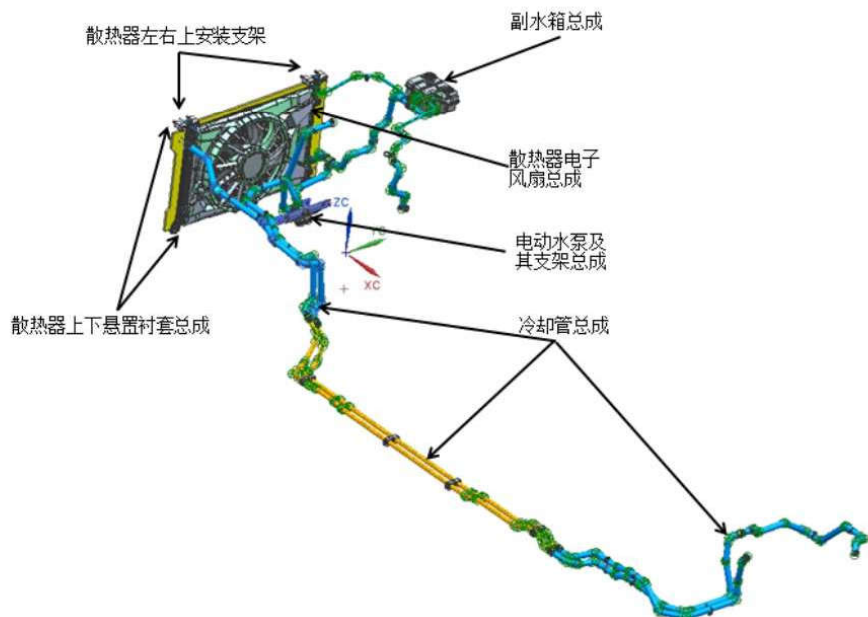 散热器左右上安装支架
副水箱总成
散热器电子
风扇总成
ZC
YC
XC
电动水泵及
其支架总成
散热器上下悬置衬套总成
冷却管总成